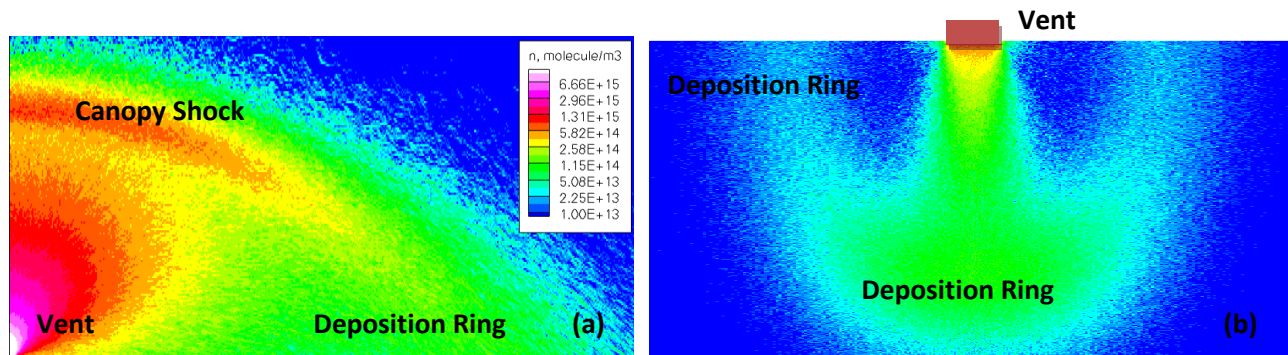 Vent
n, molecule/m3
6.66E+15
2.96E+15
1.31E+15
5.82E+14
2.58E+14
1.15E+14
5.08E+13
2.25E+13
1.00E+13
Canopy Shock
Vent
Deposition Ring
(a)
Deposition Ring
Deposition Ring
(b)